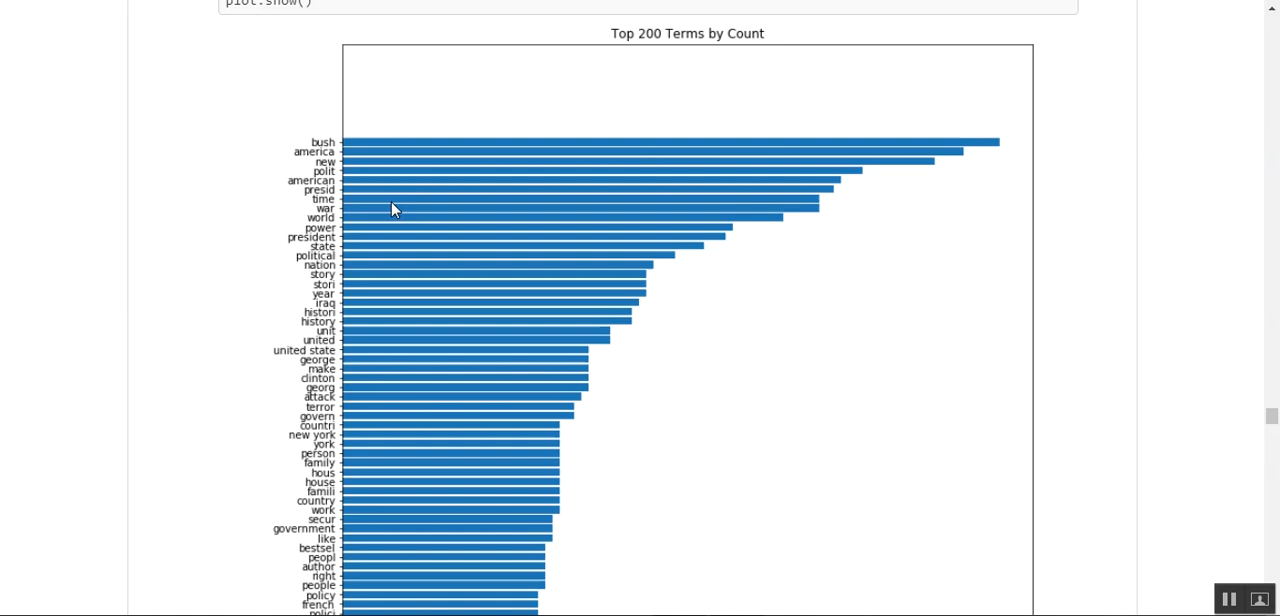 plot.show()
Top 200 Terms by Count
bush
america
new
polit
american
presid
time
war
world
power
president
state
political
nation
story
stori
year
iraq
histori
history
unit
united
united state
george
make
clinton
georg
attack
terror
govern
countri
new york
york
person
family
hous
house
famili
country
work
secur
government
like
bestsel
peopl
author
right
people
policy
french
polici